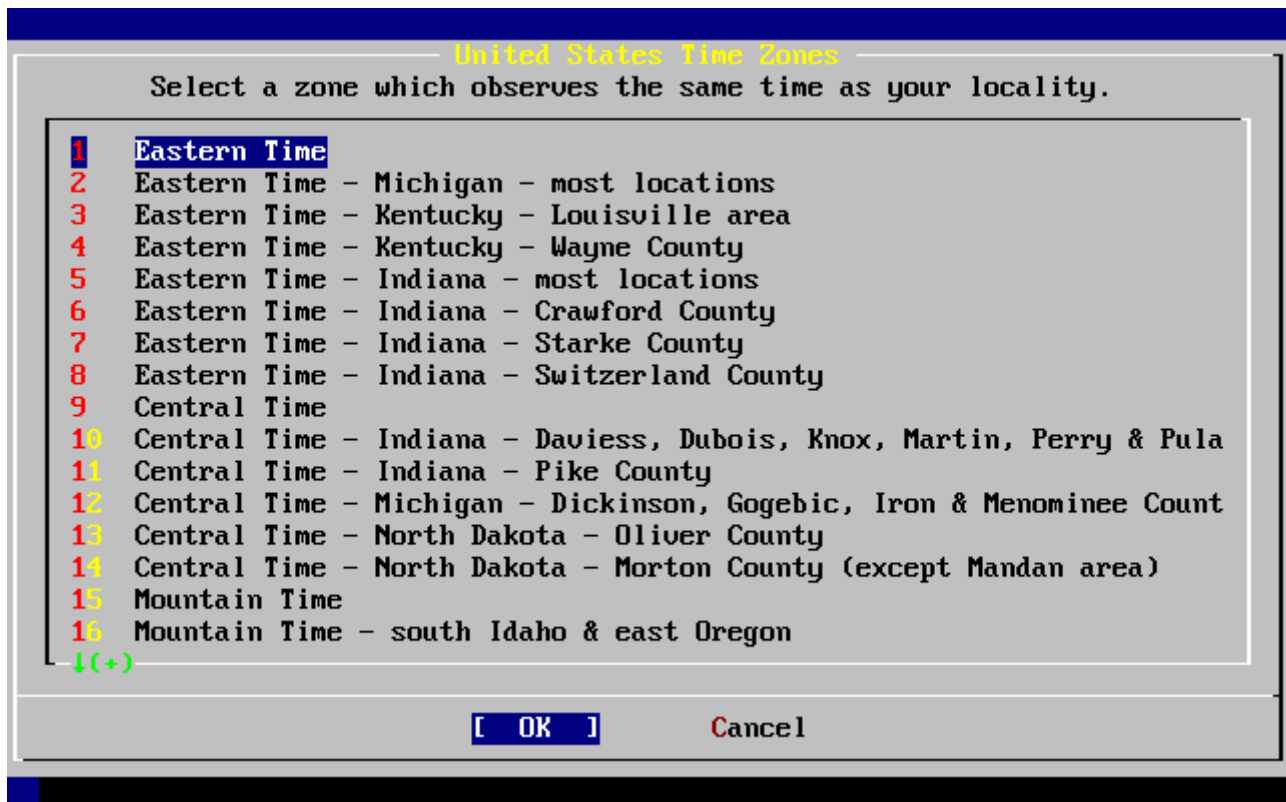 United States Time Zones
Select a zone which observes the same time as your locality.
1 Eastern Time
2 Eastern Time - Michigan - most locations
3 Eastern Time - Kentucky - Louisville area
4 Eastern Time - Kentucky - Wayne County
5 Eastern Time - Indiana - most locations
6 Eastern Time - Indiana - Crawford County
7 Eastern Time - Indiana - Starke County
8 Eastern Time - Indiana - Switzerland County
9 Central Time
10 Central Time - Indiana - Daviess, Dubois, Knox, Martin, Perry & Pula
11 Central Time - Indiana - Pike County
12 Central Time - Michigan - Dickinson, Gogebic, Iron & Menominee Count
13 Central Time - North Dakota - Oliver County
14 Central Time - North Dakota - Morton County (except Mandan area)
15 Mountain Time
16 Mountain Time - south Idaho & east Oregon
↓(+)
[ OK ] Cancel